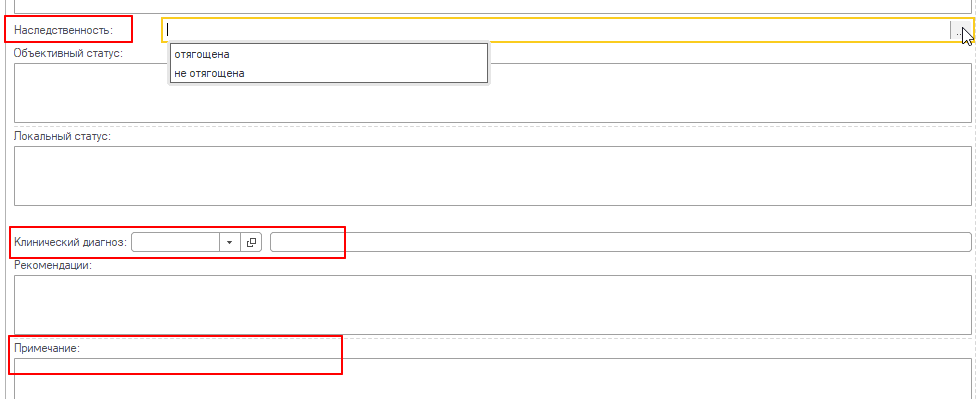 Наследственность:
отягощена
не отягощена
Объективный статус:
Локальный статус:
Клинический диагноз:
Рекомендации:
Примечание: